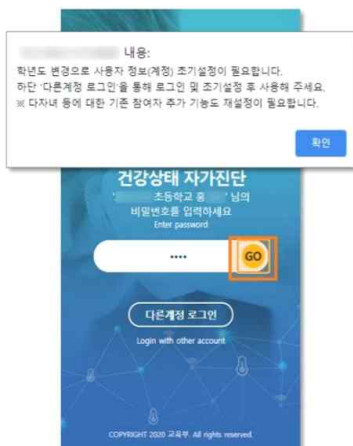 내용:
학년도 변경으로 사용자 정보(계정) 초기설정이 필요합니다.
하단 '다른계정 로그인'을 통해 로그인 및 초기설정 후 사용해 주세요.
※ 다자녀 등에 대한 기존 참여자 추가 기능도 재설정이 필요합니다.
확인
건강상태 자가진단
' 초등학교 홍 ' 님의
비밀번호를 입력하세요
Enter password
••••
GO
다른계정 로그인
Login with other account
COPYRIGHT 2020 교육부. All rights reserved.